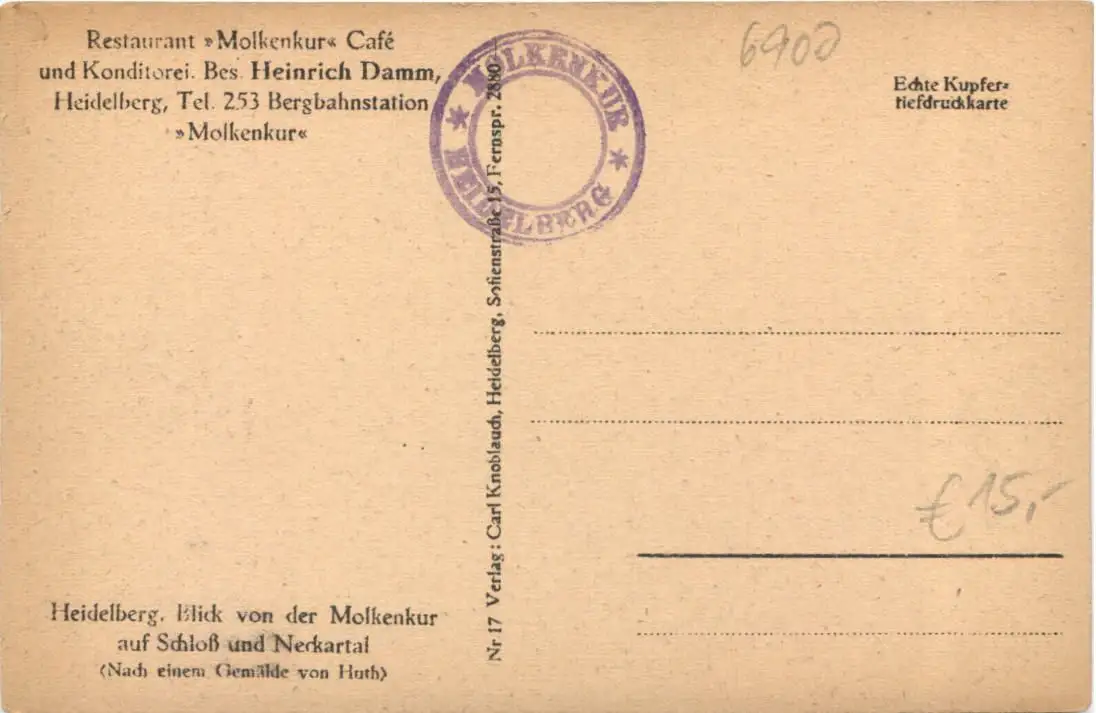 Restaurant »Molkenkur« Café
und Konditorei. Bes. Heinrich Damm,
Heidelberg, Tel. 253 Bergbahnstation
»Molkenkur«
* MOLKENKUR *
HEIDELBERG
6900
Echte Kupfer=
tiefdruckkarte
Nr 17 Verlag: Carl Knoblauch, Heidelberg, Sofienstraße 15, Fernspr. 2880
€ 15,-
Heidelberg. Blick von der Molkenkur
auf Schloß und Neckartal
(Nach einem Gemälde von Huth)